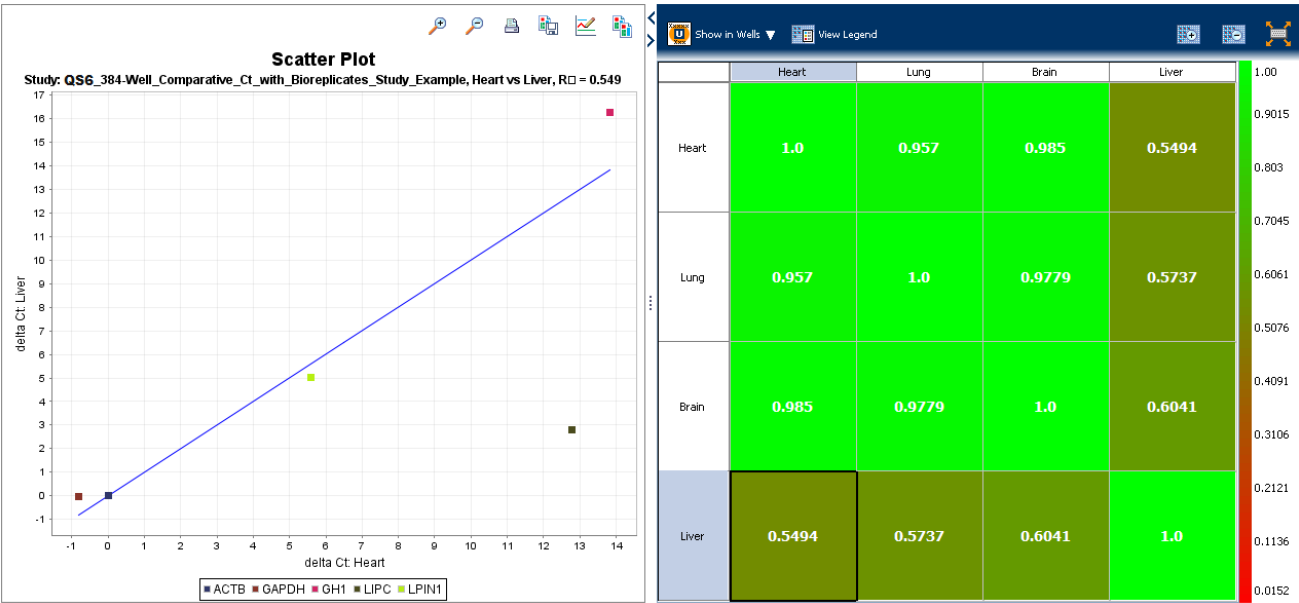 Scatter Plot
Study: QS6_384-Well_Comparative_Ct_with_Bioreplicates_Study_Example, Heart vs Liver, R□ = 0.549
17
16
15
14
13
12
11
10
9
8
7
6
5
4
3
2
1
0
-1
delta Ct: Liver
-1 0 1 2 3 4 5 6 7 8 9 10 11 12 13 14
delta Ct: Heart
ACTB GAPDH GH1 LIPC LPIN1
U Show in Wells ▼ View Legend
Heart Lung Brain Liver
Heart 1.0 0.957 0.985 0.5494
Lung 0.957 1.0 0.9779 0.5737
Brain 0.985 0.9779 1.0 0.6041
Liver 0.5494 0.5737 0.6041 1.0
1.00
0.9015
0.803
0.7045
0.6061
0.5076
0.4091
0.3106
0.2121
0.1136
0.0152